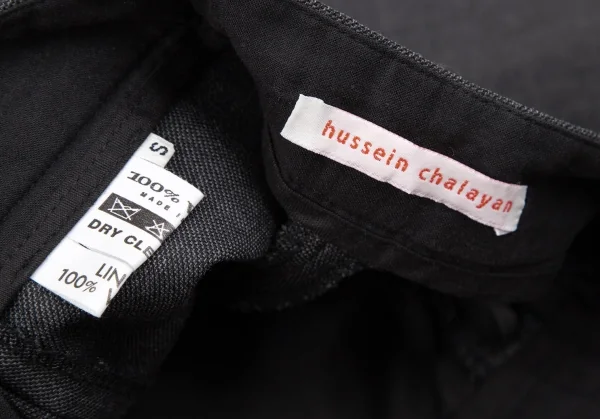 hussein chalayan
S
100%
MADE I
DRY CLE
LIN
100%